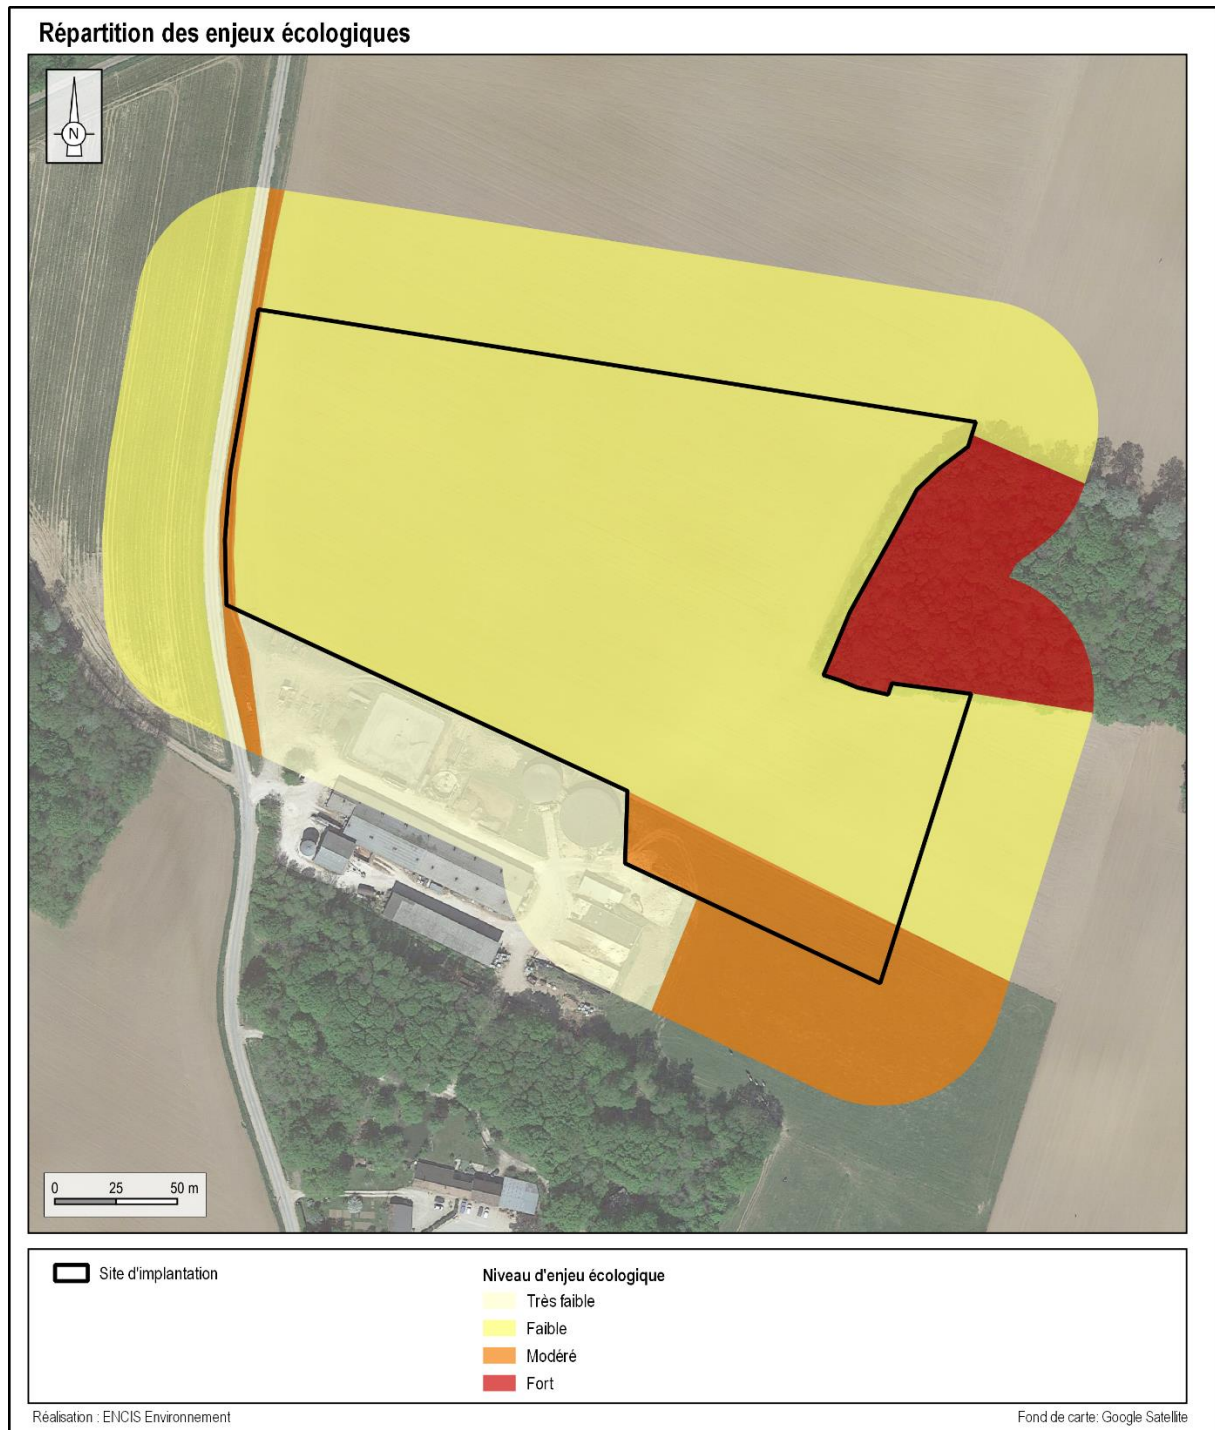 Répartition des enjeux écologiques
N
0 25 50 m
Site d'implantation
Niveau d'enjeu écologique
Très faible
Faible
Modéré
Fort
Réalisation : ENCIS Environnement
Fond de carte: Google Satellite